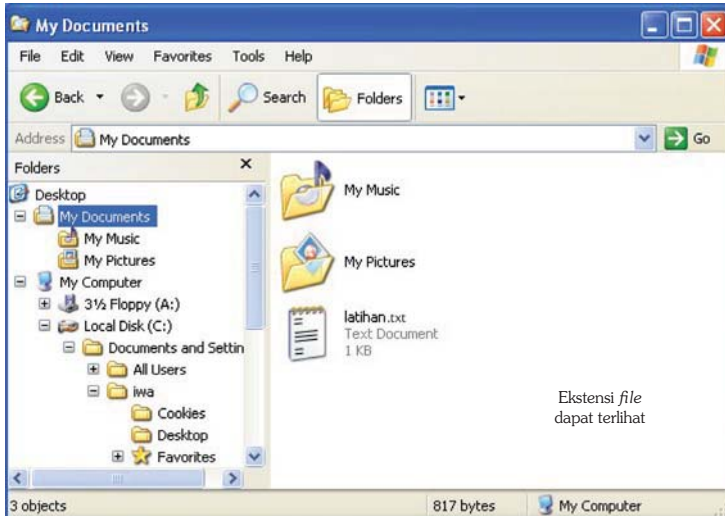 My Documents
File Edit View Favorites Tools Help
Back Search Folders
Address My Documents Go
Folders
Desktop
My Documents
My Music
My Pictures
My Computer
3½ Floppy (A:)
Local Disk (C:)
Documents and Settin
All Users
iwa
Cookies
Desktop
Favorites
My Music
My Pictures
latihan.txt
Text Document
1 KB
Ekstensi file
dapat terlihat
3 objects 817 bytes My Computer